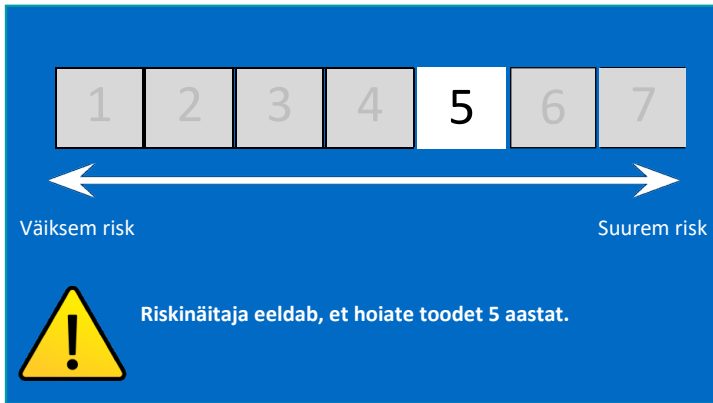 1 2 3 4 5 6 7
Väiksem risk Suurem risk
Riskinäitaja eeldab, et hoiate toodet 5 aastat.